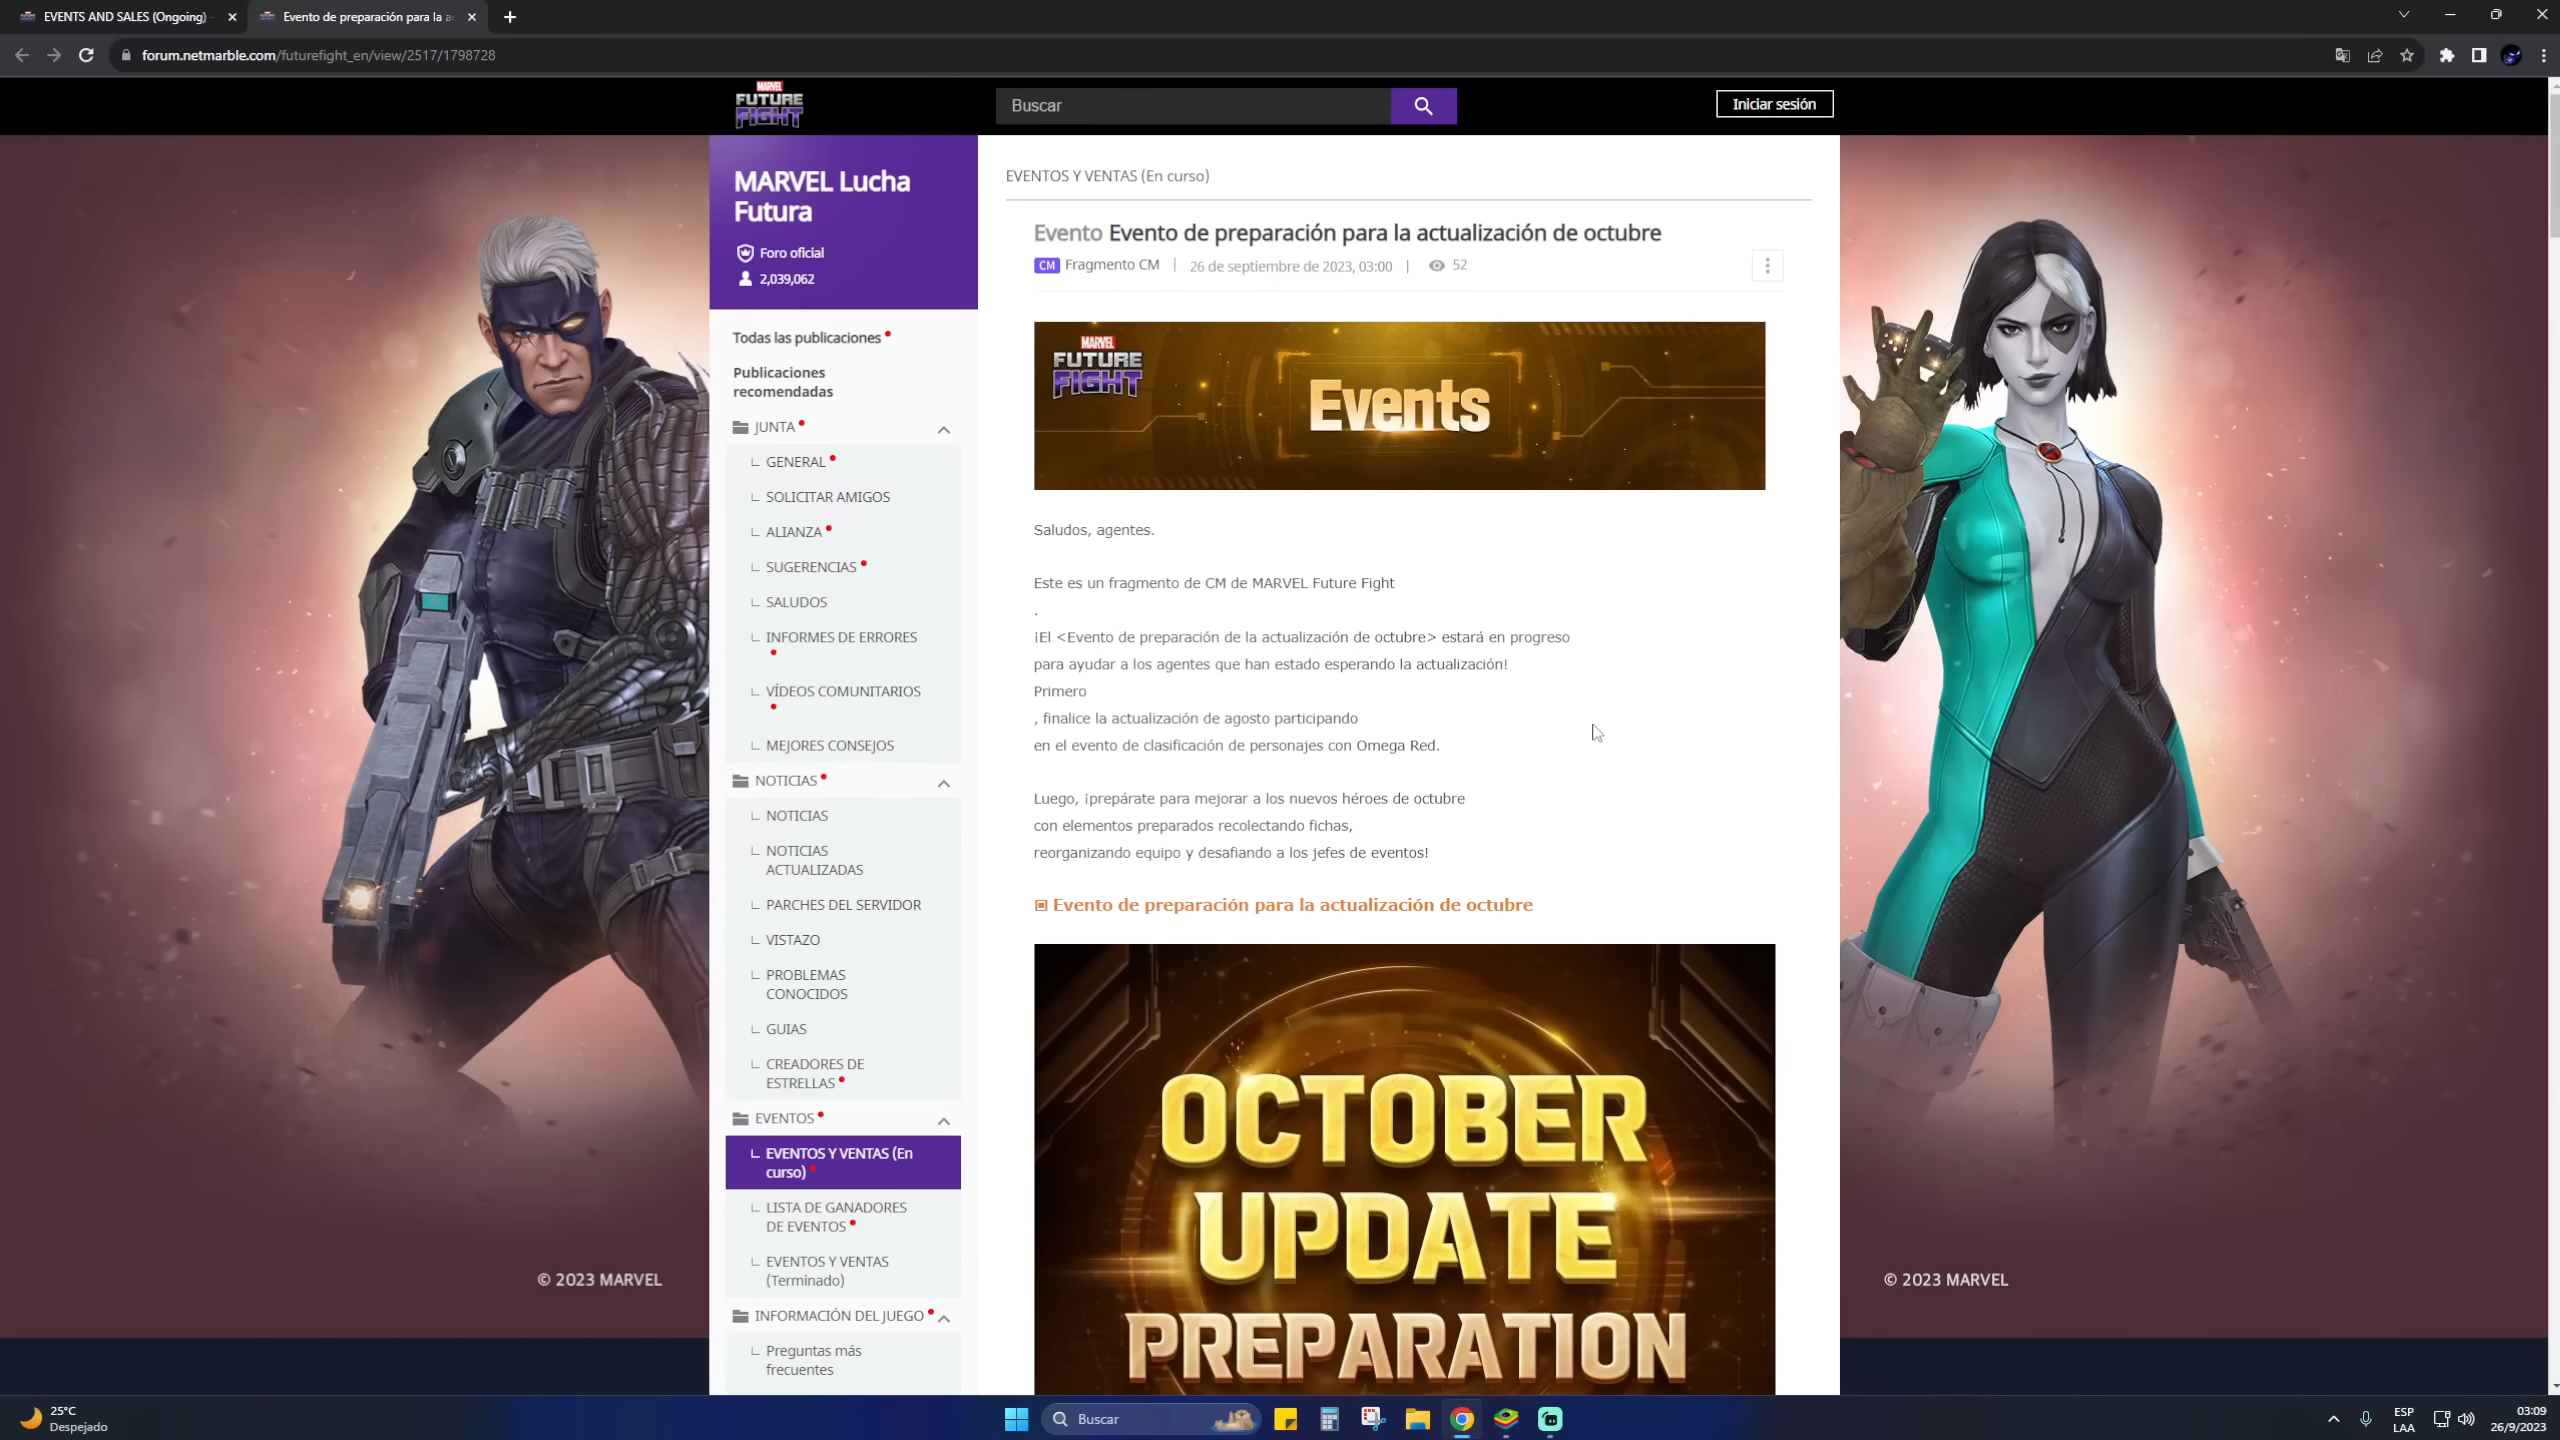 EVENTS AND SALES (Ongoing)
Evento de preparación para la a
forum.netmarble.com/futurefight_en/view/2517/1798728
MARVEL
FUTURE
FIGHT
Buscar
Iniciar sesión
MARVEL Lucha
Futura
Foro oficial
2,039,062
Todas las publicaciones
Publicaciones
recomendadas
JUNTA
GENERAL
SOLICITAR AMIGOS
ALIANZA
SUGERENCIAS
SALUDOS
INFORMES DE ERRORES
VÍDEOS COMUNITARIOS
MEJORES CONSEJOS
NOTICIAS
NOTICIAS
NOTICIAS
ACTUALIZADAS
PARCHES DEL SERVIDOR
VISTAZO
PROBLEMAS
CONOCIDOS
GUIAS
CREADORES DE
ESTRELLAS
EVENTOS
EVENTOS Y VENTAS (En
curso)
LISTA DE GANADORES
DE EVENTOS
EVENTOS Y VENTAS
(Terminado)
INFORMACIÓN DEL JUEGO
Preguntas más
frecuentes
EVENTOS Y VENTAS (En curso)
Evento Evento de preparación para la actualización de octubre
CM Fragmento CM | 26 de septiembre de 2023, 03:00 | 52
MARVEL
FUTURE
FIGHT
Events
Saludos, agentes.
Este es un fragmento de CM de MARVEL Future Fight
.
¡El <Evento de preparación de la actualización de octubre> estará en progreso
para ayudar a los agentes que han estado esperando la actualización!
Primero
, finalice la actualización de agosto participando
en el evento de clasificación de personajes con Omega Red.
Luego, ¡prepárate para mejorar a los nuevos héroes de octubre
con elementos preparados recolectando fichas,
reorganizando equipo y desafiando a los jefes de eventos!
▣ Evento de preparación para la actualización de octubre
OCTOBER
UPDATE
PREPARATION
© 2023 MARVEL
© 2023 MARVEL
25°C
Despejado
Buscar
ESP
LAA
03:09
26/9/2023